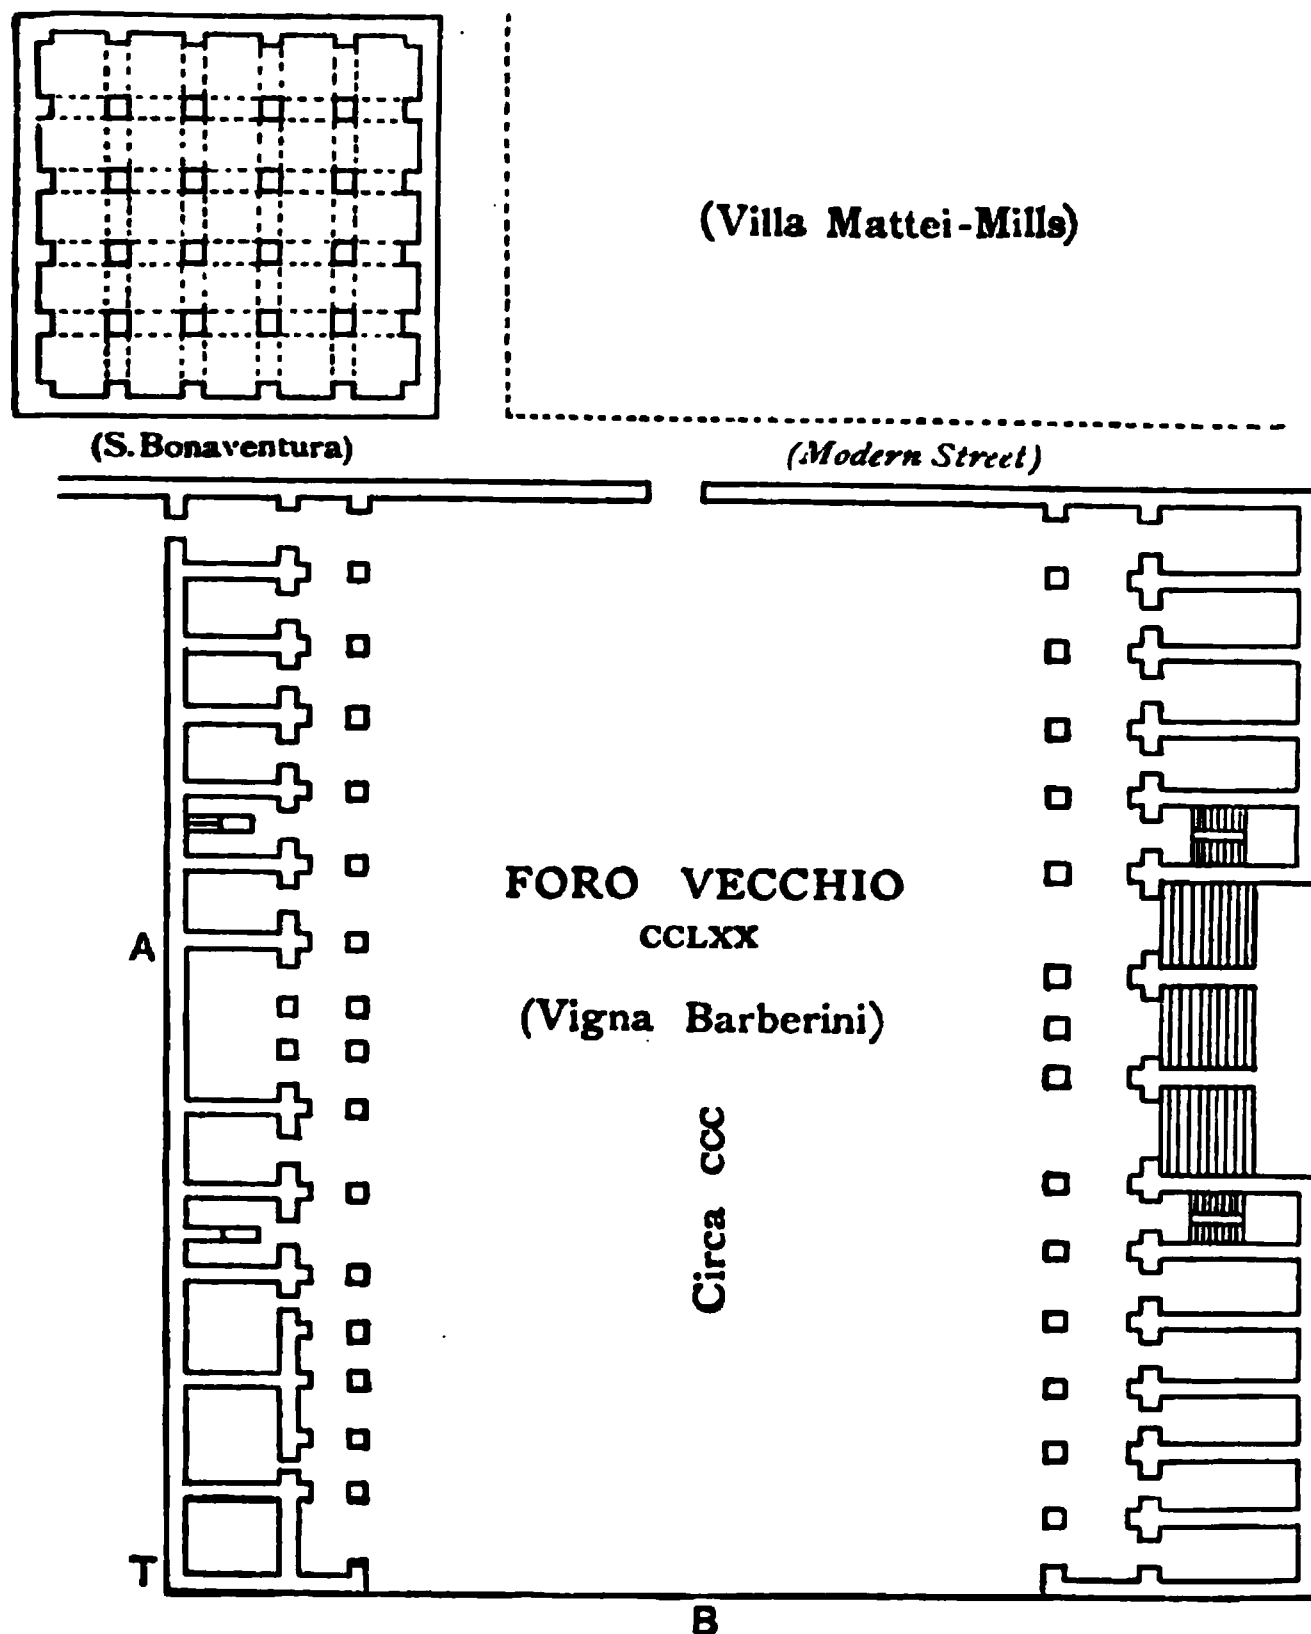 (Villa Mattei-Mills)
(S. Bonaventura)
(Modern Street)
FORO VECCHIO
CCLXX
A
(Vigna Barberini)
Circa CCC
T
B